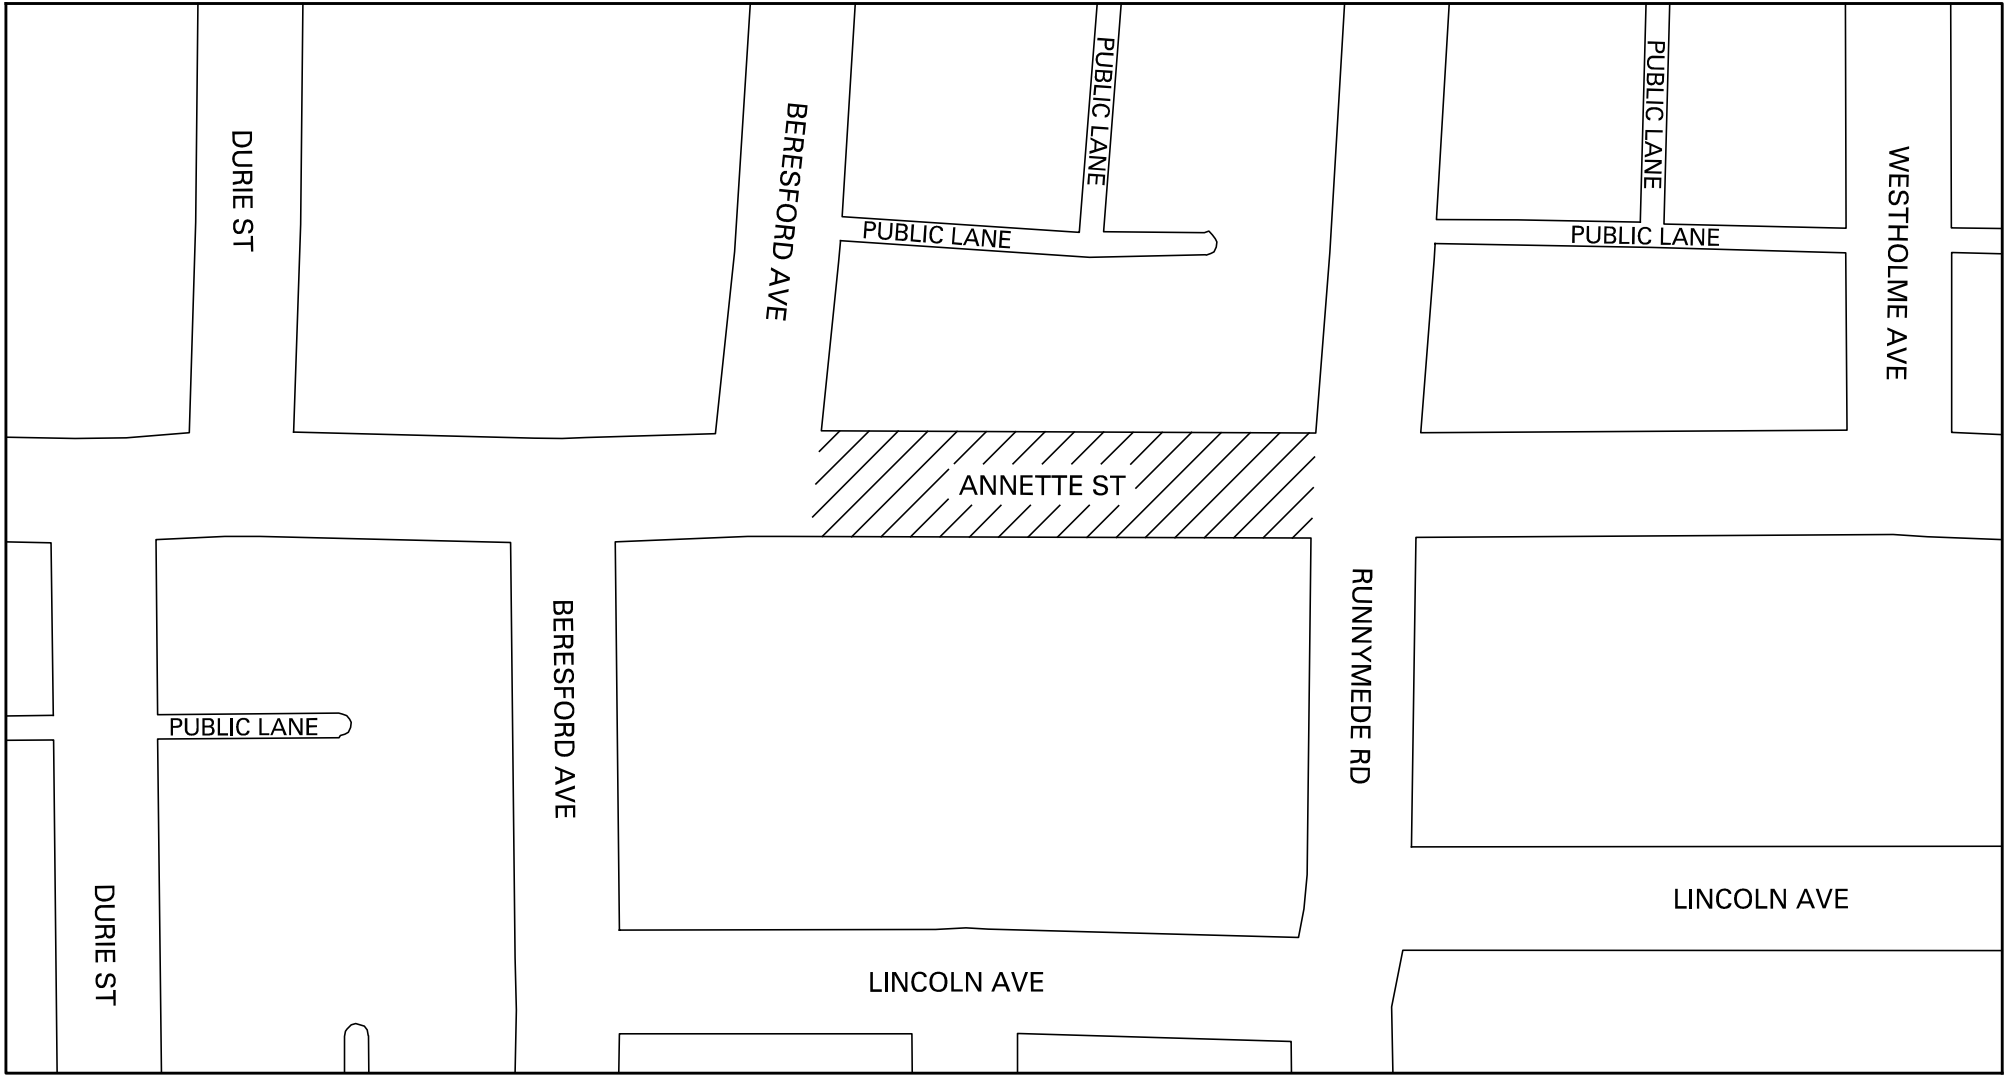 PUBLIC LANE
PUBLIC LANE
BERESFORD AVE
DURIE ST
WESTHOLME AVE
PUBLIC LANE
PUBLIC LANE
ANNETTE ST
RUNNYMEDE RD
BERESFORD AVE
PUBLIC LANE
DURIE ST
LINCOLN AVE
LINCOLN AVE